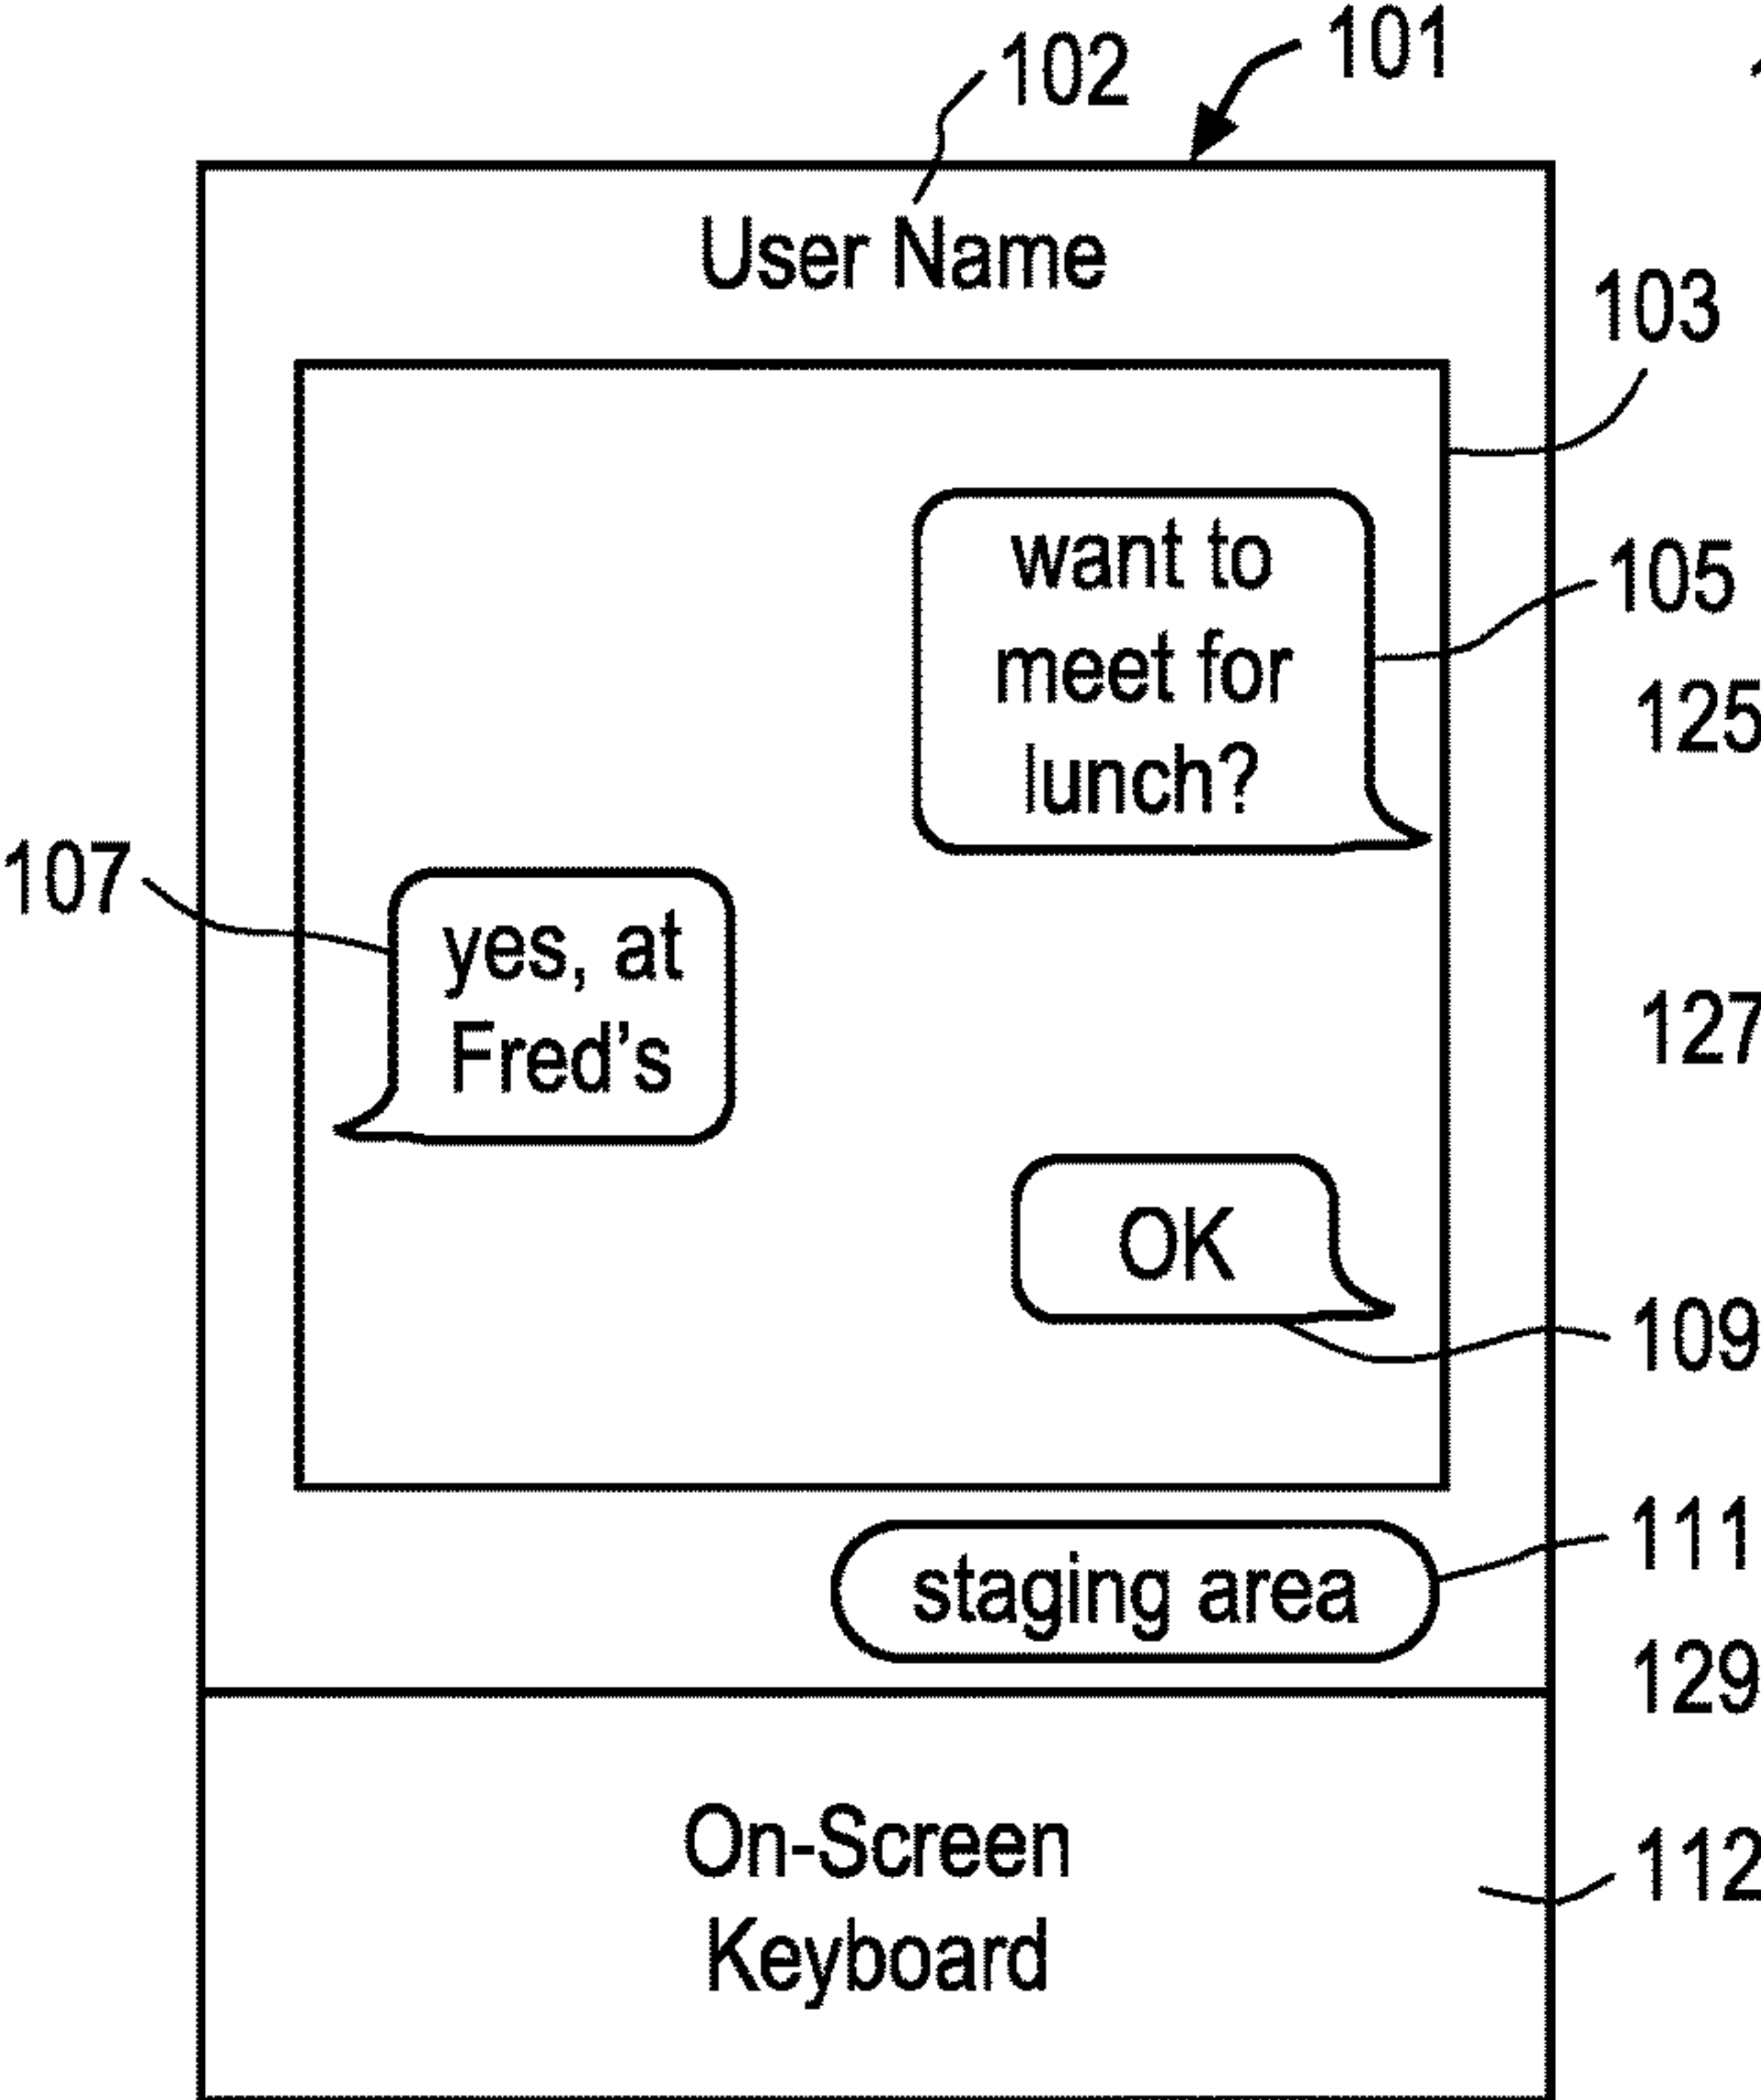 102
101
User Name
103
want to
meet for
lunch?
105
125
107
yes, at
Fred's
127
OK
109
111
staging area
129
On-Screen
Keyboard
112